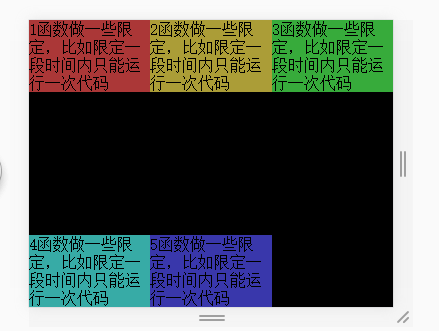 1函数做一些限
定，比如限定一
段时间内只能运
行一次代码
2函数做一些限
定，比如限定一
段时间内只能运
行一次代码
3函数做一些限
定，比如限定一
段时间内只能运
行一次代码
4函数做一些限
定，比如限定一
段时间内只能运
行一次代码
5函数做一些限
定，比如限定一
段时间内只能运
行一次代码